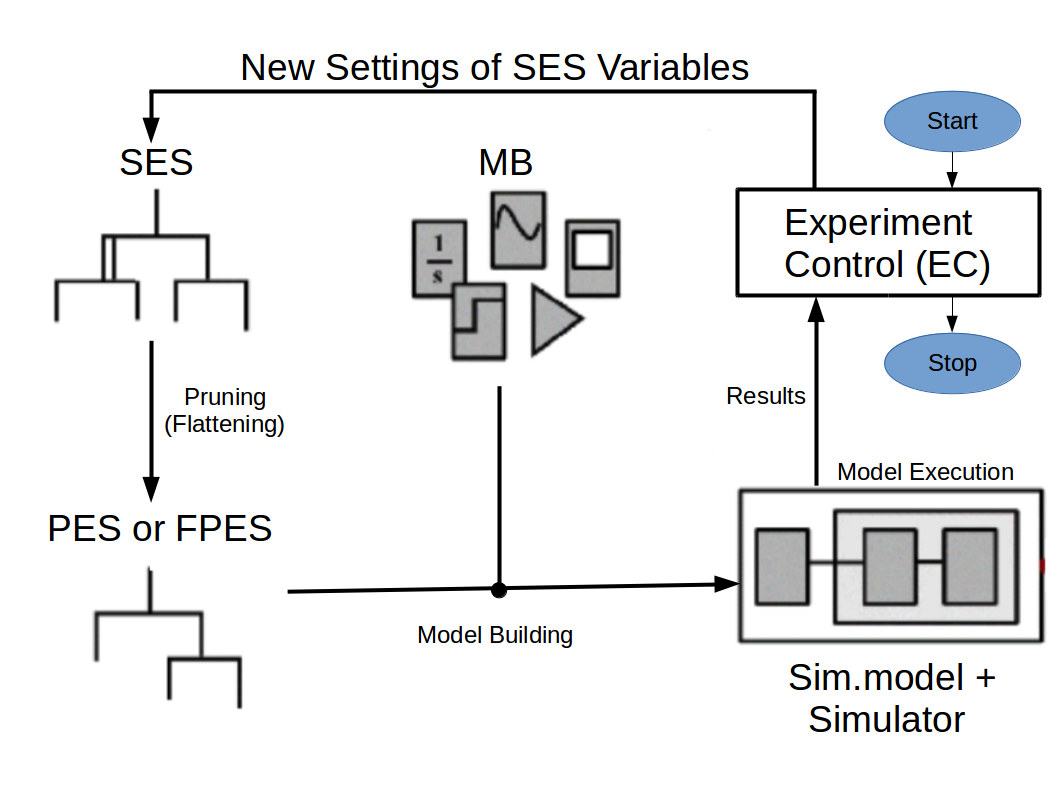 New Settings of SES Variables
Start
SES
MB
Experiment
Control (EC)
1
s
Stop
Pruning
(Flattening)
Results
Model Execution
PES or FPES
Model Building
Sim.model +
Simulator